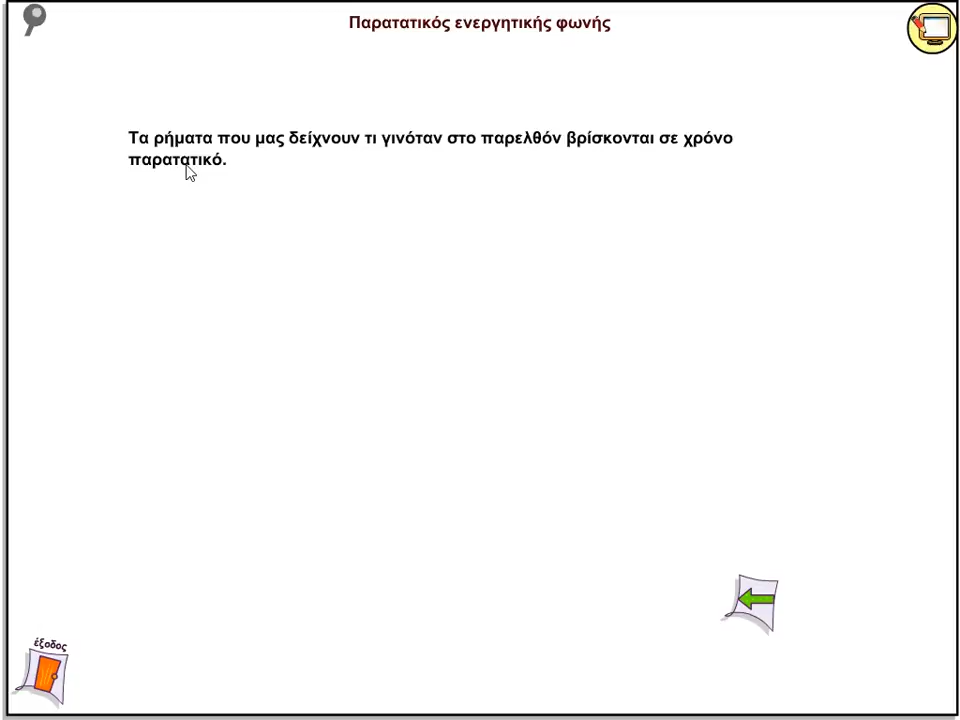 Παρατατικός ενεργητικής φωνής
Τα ρήματα που μας δείχνουν τι γινόταν στο παρελθόν βρίσκονται σε χρόνο
παρατατικό.
έξοδος